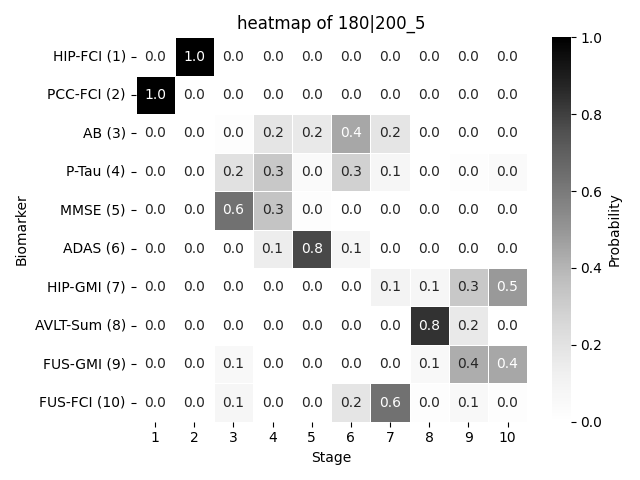 heatmap of 180|200_5
HIP-FCI (1) 0.0 1.0 0.0 0.0 0.0 0.0 0.0 0.0 0.0 0.0
PCC-FCI (2) 1.0 0.0 0.0 0.0 0.0 0.0 0.0 0.0 0.0 0.0
AB (3) 0.0 0.0 0.0 0.2 0.2 0.4 0.2 0.0 0.0 0.0
P-Tau (4) 0.0 0.0 0.2 0.3 0.0 0.3 0.1 0.0 0.0 0.0
MMSE (5) 0.0 0.0 0.6 0.3 0.0 0.0 0.0 0.0 0.0 0.0
ADAS (6) 0.0 0.0 0.0 0.1 0.8 0.1 0.0 0.0 0.0 0.0
HIP-GMI (7) 0.0 0.0 0.0 0.0 0.0 0.0 0.1 0.1 0.3 0.5
AVLT-Sum (8) 0.0 0.0 0.0 0.0 0.0 0.0 0.0 0.8 0.2 0.0
FUS-GMI (9) 0.0 0.0 0.1 0.0 0.0 0.0 0.0 0.1 0.4 0.4
FUS-FCI (10) 0.0 0.0 0.1 0.0 0.0 0.2 0.6 0.0 0.1 0.0
1 2 3 4 5 6 7 8 9 10
Stage
Biomarker
1.0
0.8
0.6
0.4
0.2
0.0
Probability